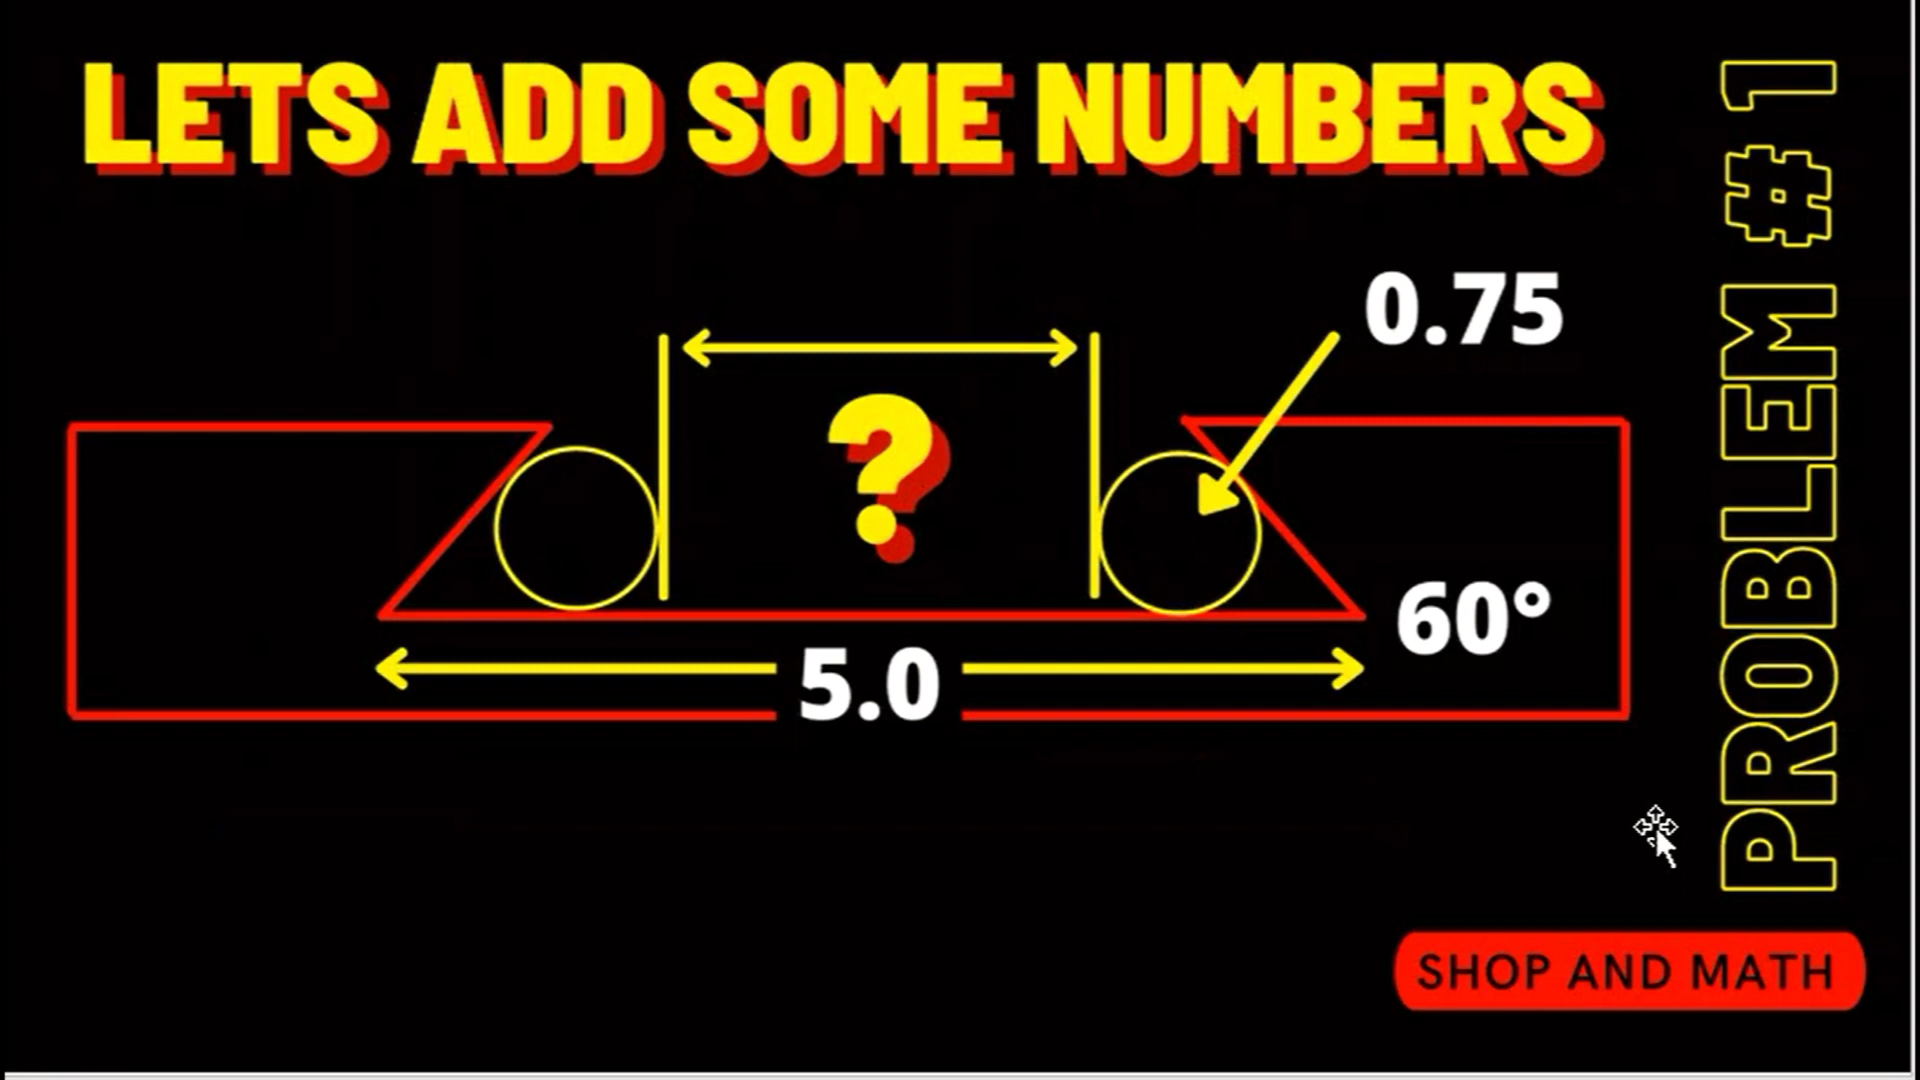 LETS ADD SOME NUMBERS
PROBLEM # 1
0.75
?
60°
5.0
SHOP AND MATH